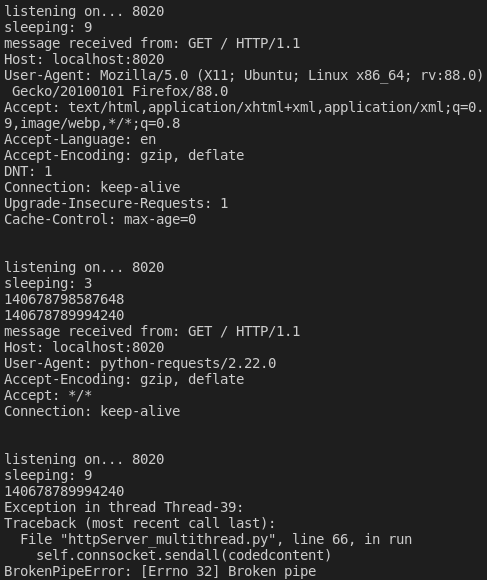 listening on... 8020
sleeping: 9
message received from: GET / HTTP/1.1
Host: localhost:8020
User-Agent: Mozilla/5.0 (X11; Ubuntu; Linux x86_64; rv:88.0)
 Gecko/20100101 Firefox/88.0
Accept: text/html,application/xhtml+xml,application/xml;q=0.
9,image/webp,*/*;q=0.8
Accept-Language: en
Accept-Encoding: gzip, deflate
DNT: 1
Connection: keep-alive
Upgrade-Insecure-Requests: 1
Cache-Control: max-age=0


listening on... 8020
sleeping: 3
140678798587648
140678789994240
message received from: GET / HTTP/1.1
Host: localhost:8020
User-Agent: python-requests/2.22.0
Accept-Encoding: gzip, deflate
Accept: */*
Connection: keep-alive


listening on... 8020
sleeping: 9
140678789994240
Exception in thread Thread-39:
Traceback (most recent call last):
  File "httpServer_multithread.py", line 66, in run
    self.connsocket.sendall(codedcontent)
BrokenPipeError: [Errno 32] Broken pipe